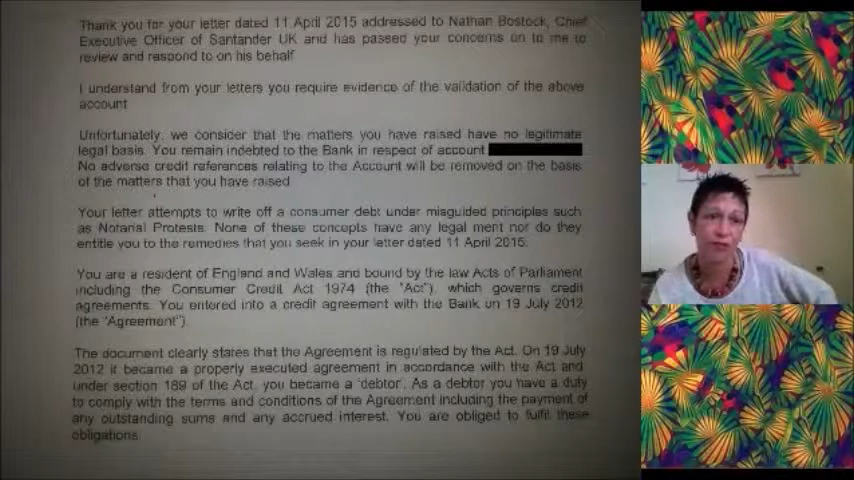 Thank you for your letter dated 11 April 2015 addressed to Nathan Bostock, Chief
Executive Officer of Santander UK and has passed your concerns on to me to
review and respond to on his behalf
I understand from your letters you require evidence of the validation of the above
account
Unfortunately, we consider that the matters you have raised have no legitimate
legal basis. You remain indebted to the Bank in respect of account
No adverse credit references relating to the Account will be removed on the basis
of the matters that you have raised
Your letter attempts to write off a consumer debt under misguided principles such
as Notarial Protests. None of these concepts have any legal merit nor do they
entitle you to the remedies that you seek in your letter dated 11 April 2015.
You are a resident of England and Wales and bound by the law Acts of Parliament
including the Consumer Credit Act 1974 (the "Act"), which governs credit
agreements. You entered into a credit agreement with the Bank on 19 July 2012
(the "Agreement").
The document clearly states that the Agreement is regulated by the Act. On 19 July
2012 it became a properly executed agreement in accordance with the Act and
under section 189 of the Act, you became a 'debtor'. As a debtor you have a duty
to comply with the terms and conditions of the Agreement including the payment of
any outstanding sums and any accrued interest. You are obliged to fulfil these
obligations